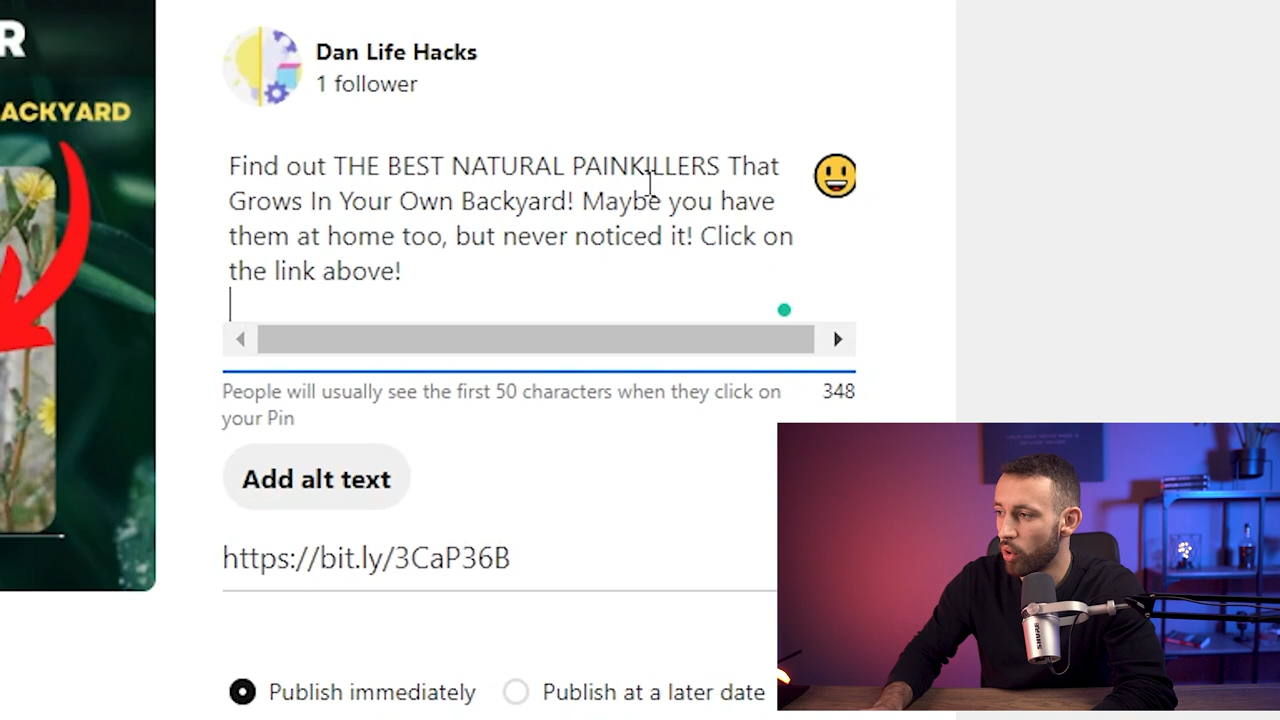 R
ACKYARD
Dan Life Hacks
1 follower
Find out THE BEST NATURAL PAINKILLERS That
Grows In Your Own Backyard! Maybe you have
them at home too, but never noticed it! Click on
the link above!
People will usually see the first 50 characters when they click on
348
your Pin
Add alt text
https://bit.ly/3CaP36B
Publish immediately
Publish at a later date
SHURE